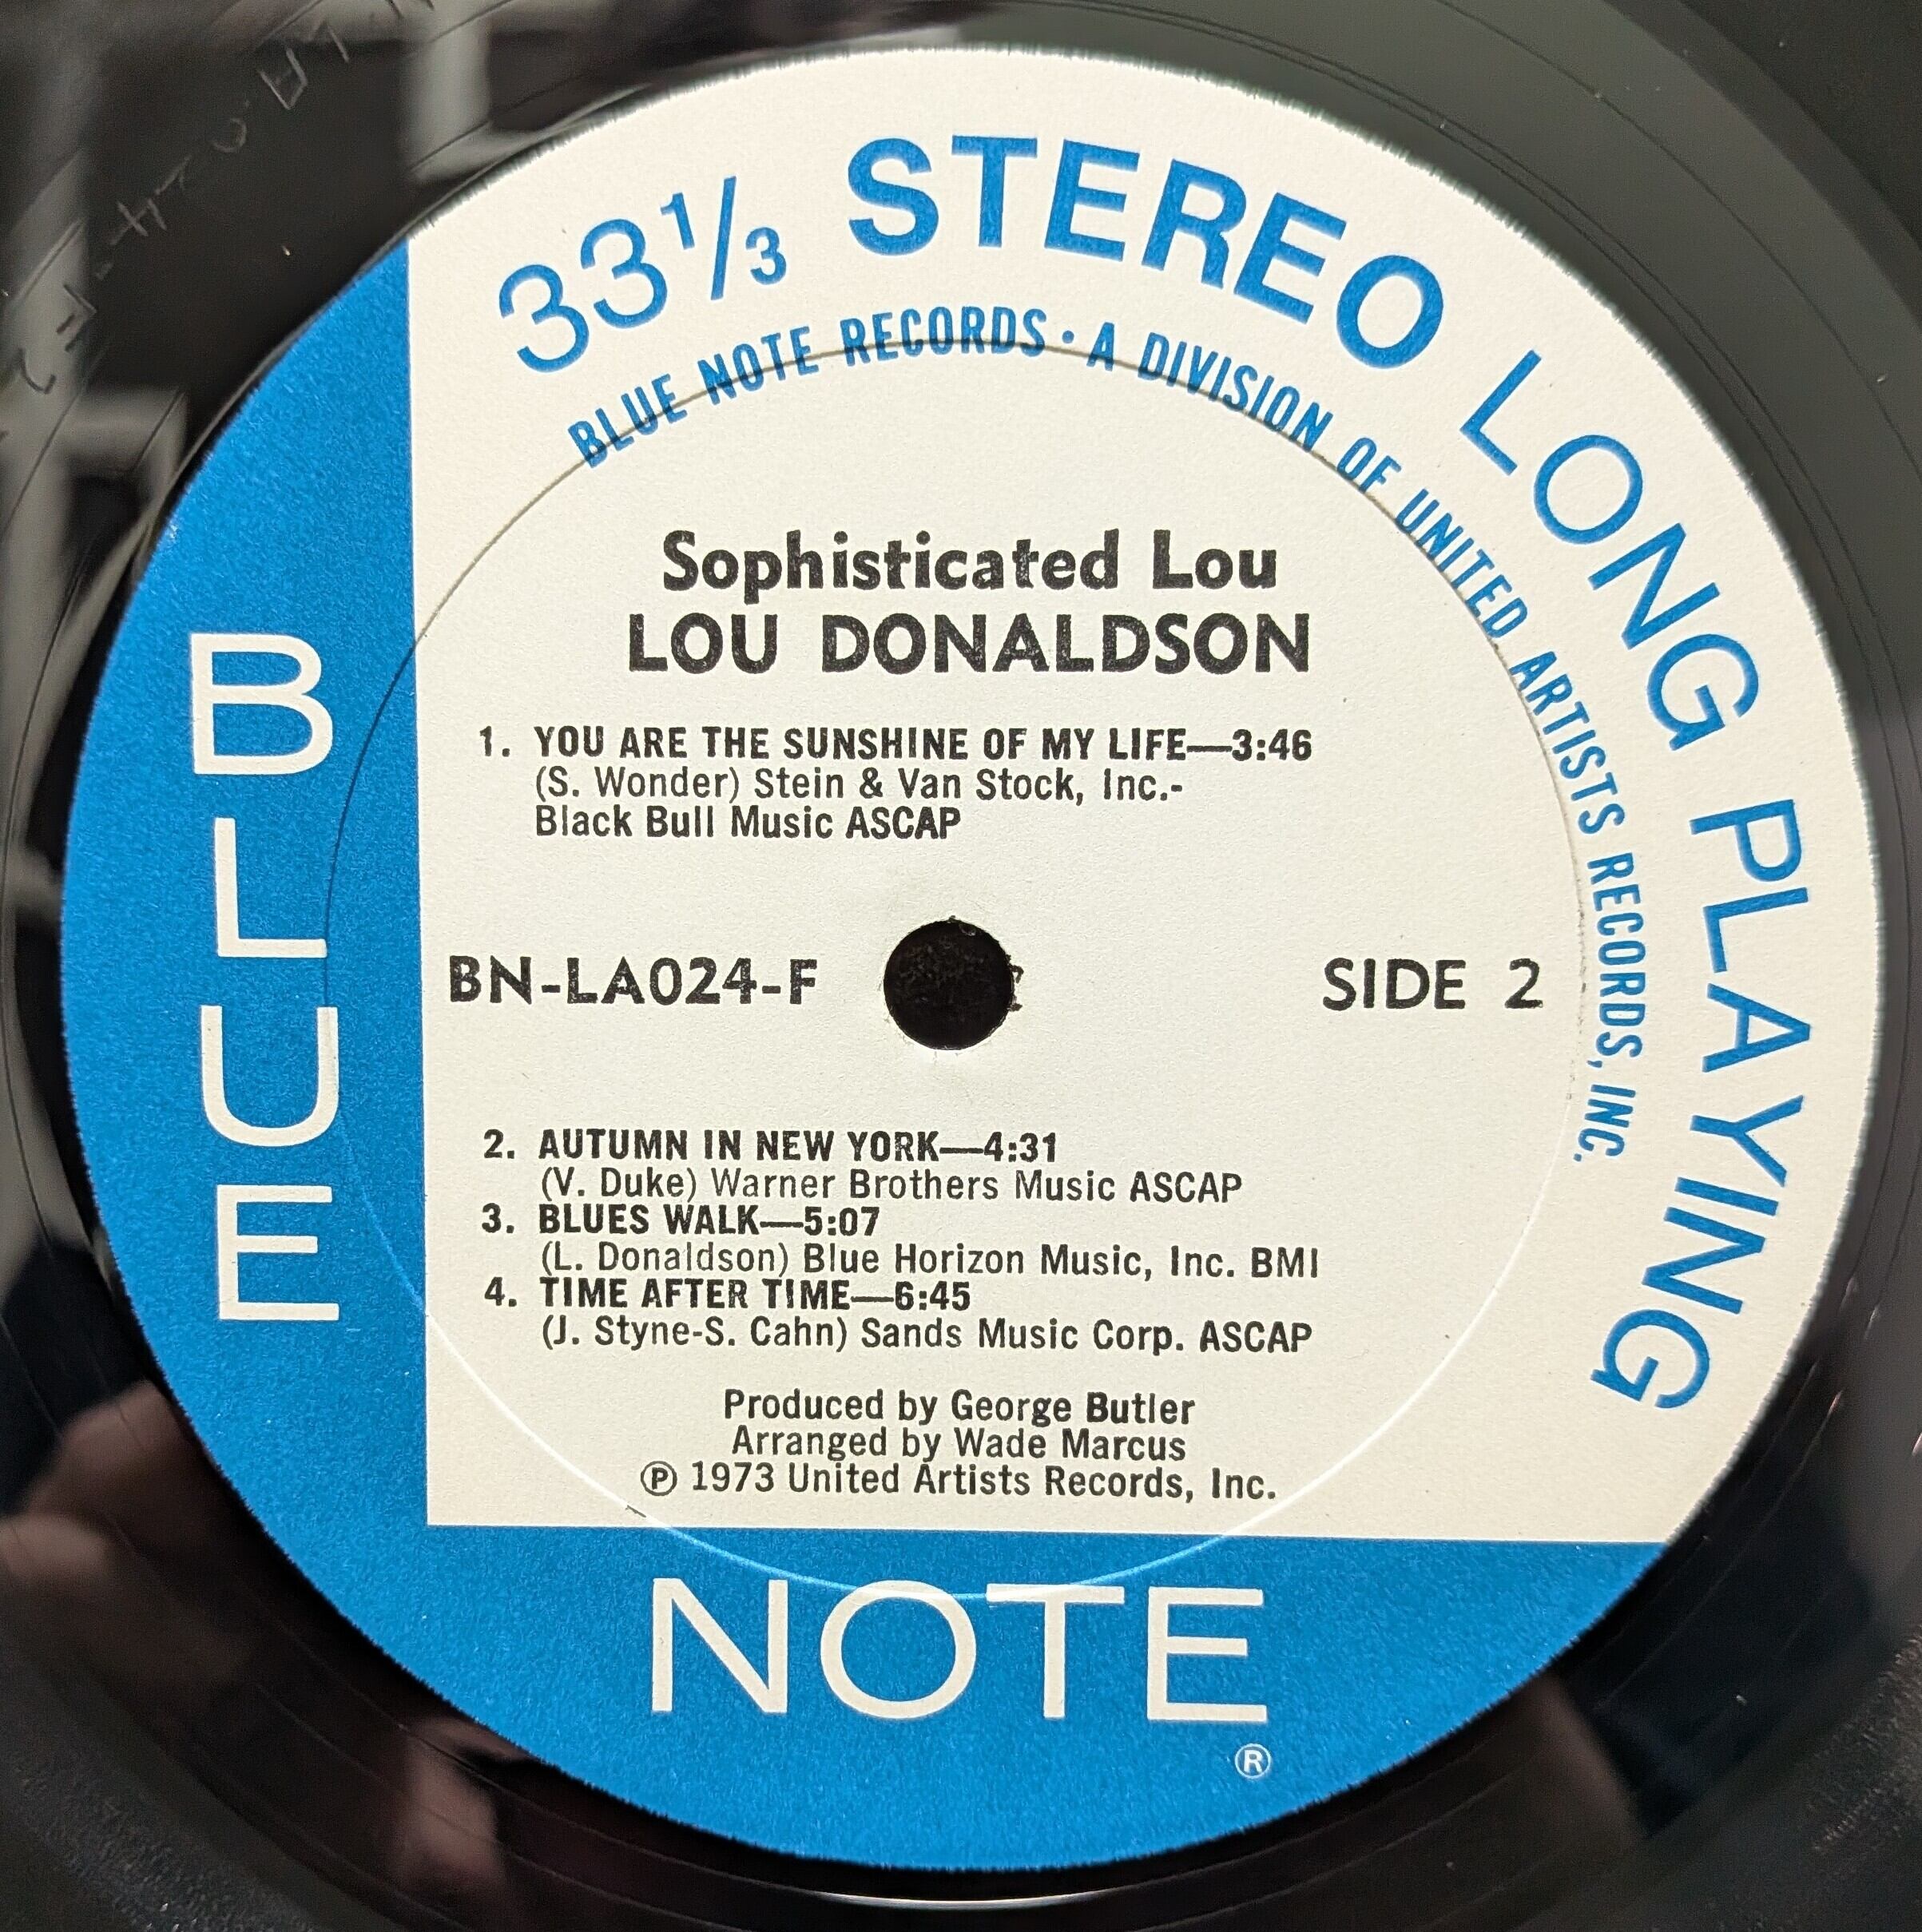 33⅓ STEREO LONG PLAYING
BLUE NOTE RECORDS · A DIVISION OF UNITED ARTISTS RECORDS, INC.
Sophisticated Lou
LOU DONALDSON
1. YOU ARE THE SUNSHINE OF MY LIFE—3:46
(S. Wonder) Stein & Van Stock, Inc.-
Black Bull Music ASCAP
BN-LA024-F
SIDE 2
2. AUTUMN IN NEW YORK—4:31
(V. Duke) Warner Brothers Music ASCAP
3. BLUES WALK—5:07
(L. Donaldson) Blue Horizon Music, Inc. BMI
4. TIME AFTER TIME—6:45
(J. Styne-S. Cahn) Sands Music Corp. ASCAP
Produced by George Butler
Arranged by Wade Marcus
℗ 1973 United Artists Records, Inc.
BLUE
NOTE
®